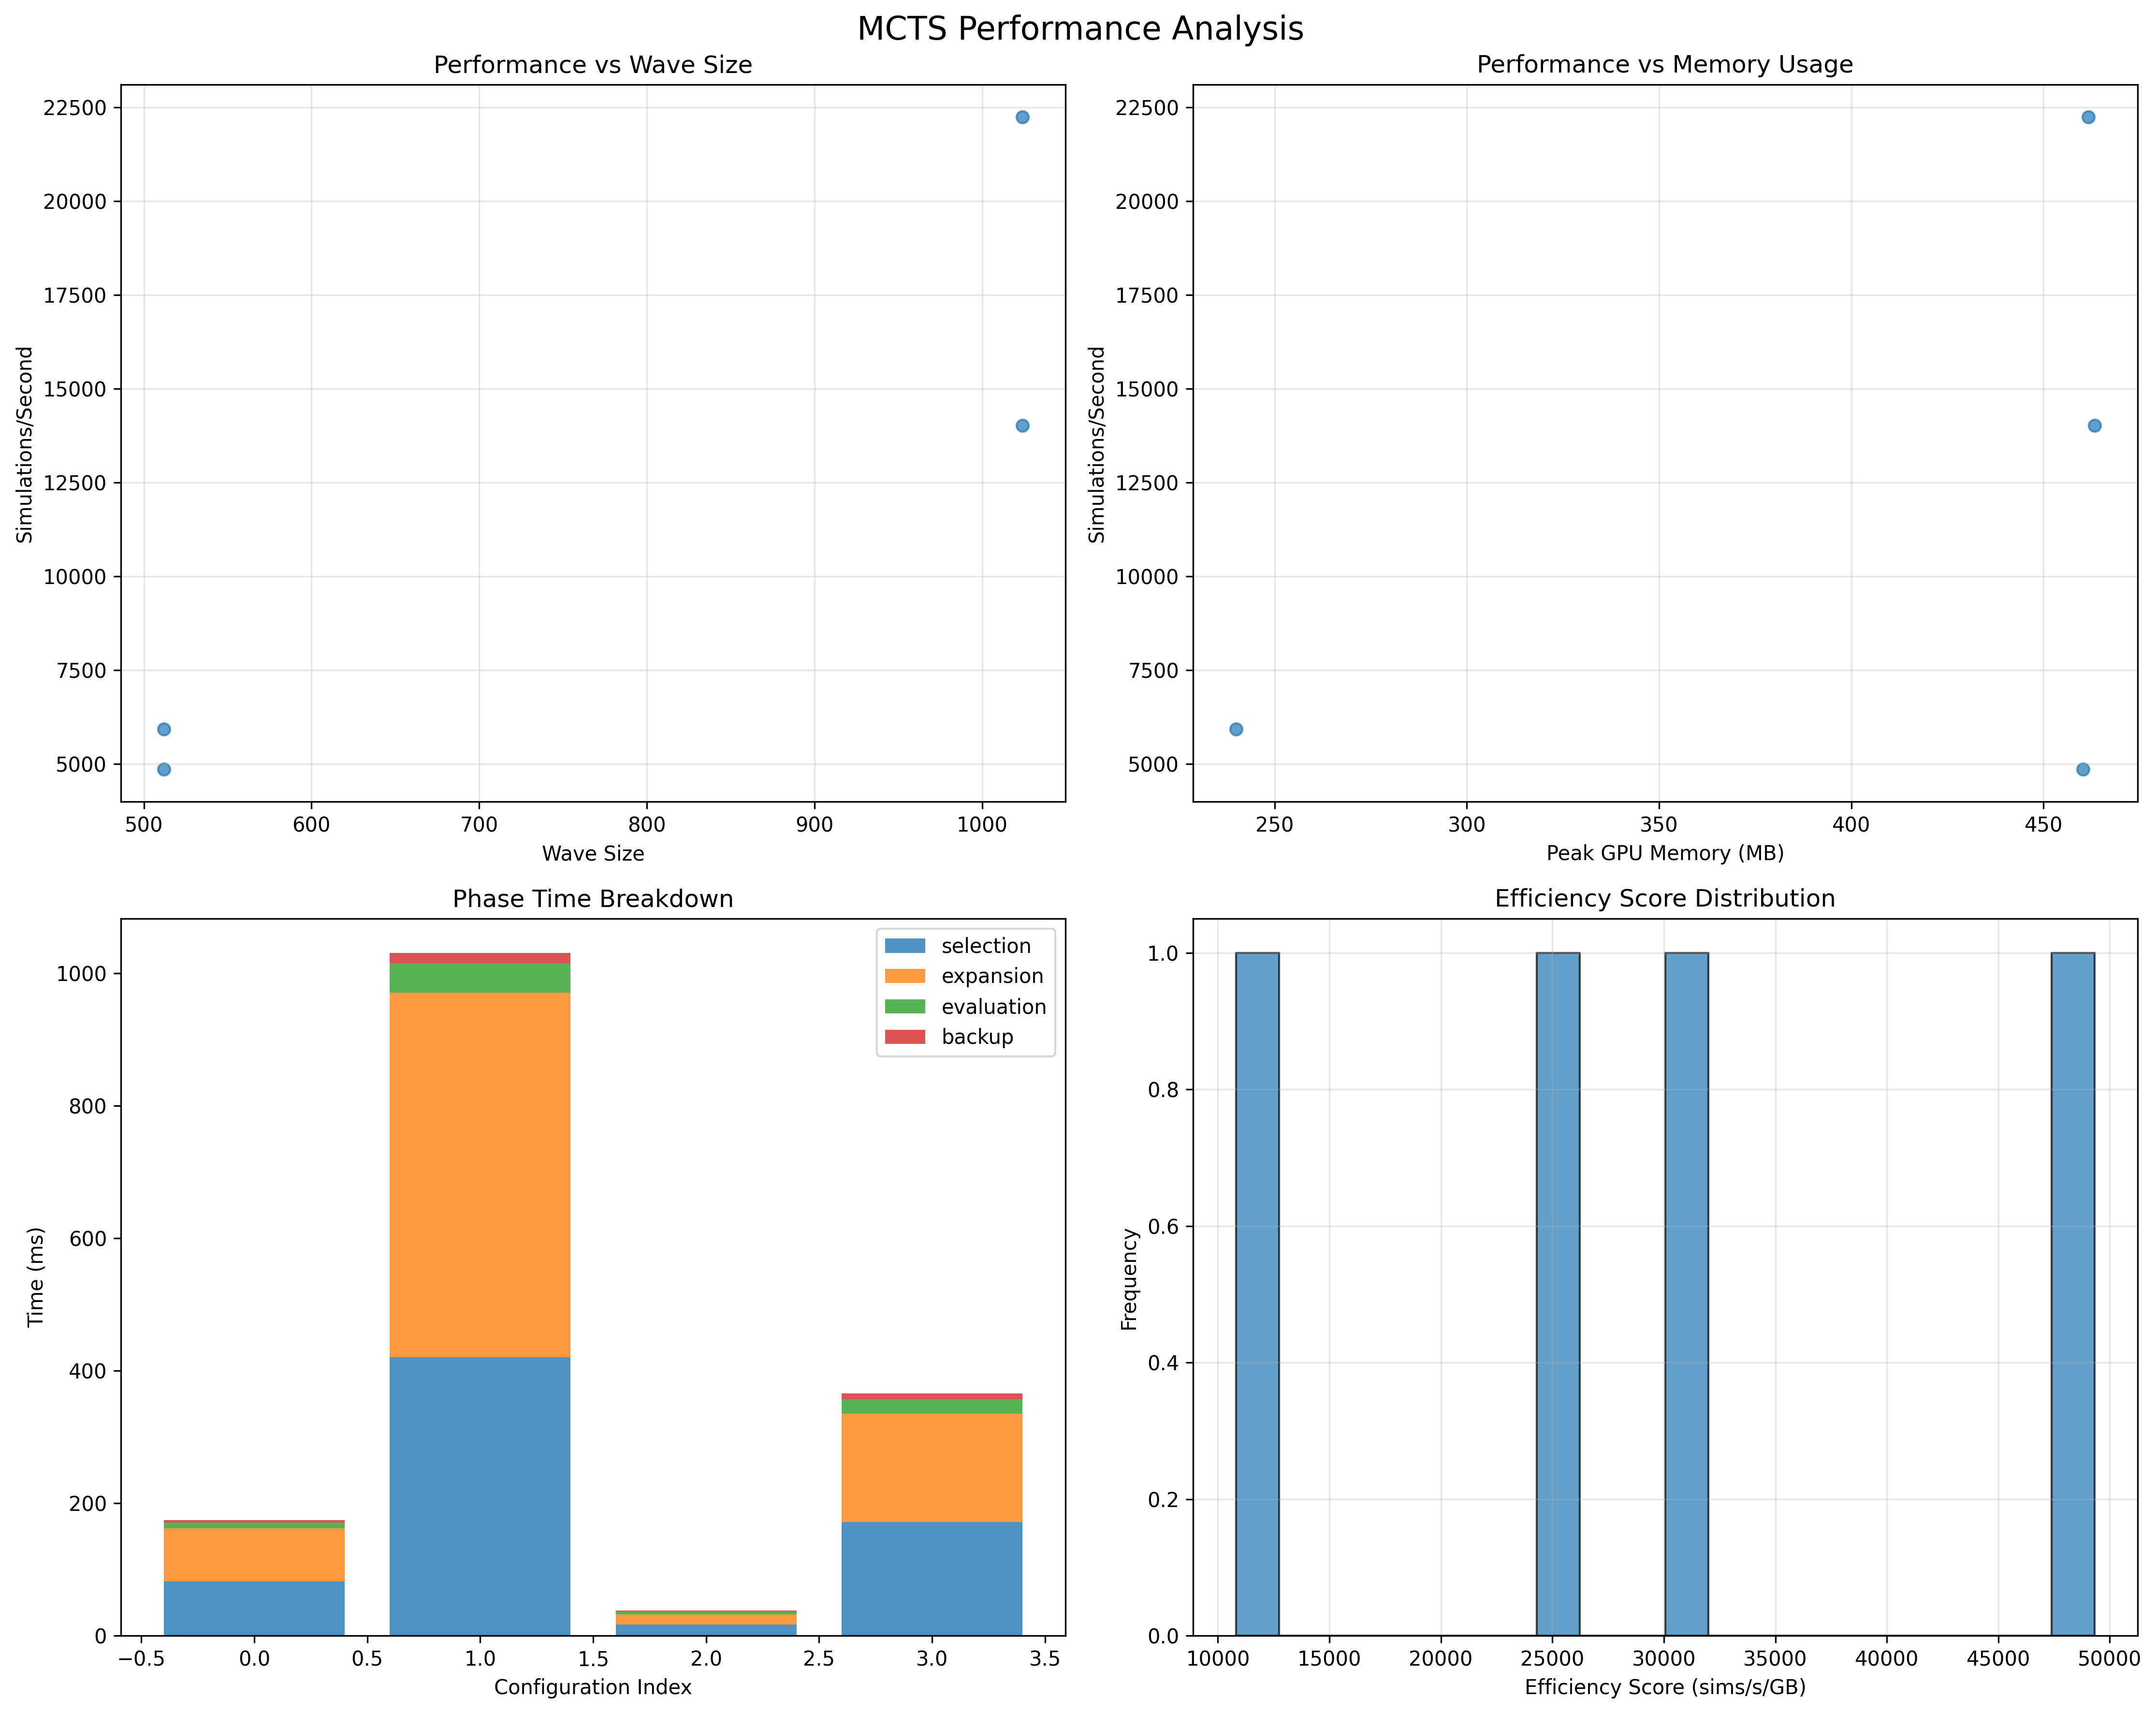 MCTS Performance Analysis
Performance vs Wave Size
22500
20000
17500
15000
12500
10000
7500
5000
Simulations/Second
500 600 700 800 900 1000
Wave Size
Performance vs Memory Usage
22500
20000
17500
15000
12500
10000
7500
5000
Simulations/Second
250 300 350 400 450
Peak GPU Memory (MB)
Phase Time Breakdown
selection
expansion
evaluation
backup
1000
800
600
400
200
0
Time (ms)
−0.5 0.0 0.5 1.0 1.5 2.0 2.5 3.0 3.5
Configuration Index
Efficiency Score Distribution
1.0
0.8
0.6
0.4
0.2
0.0
Frequency
10000 15000 20000 25000 30000 35000 40000 45000 50000
Efficiency Score (sims/s/GB)